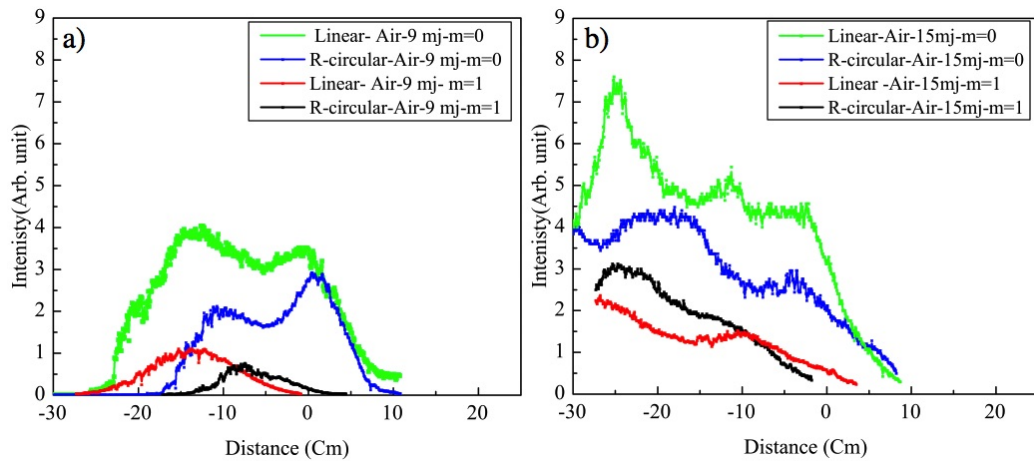 a)
Linear- Air-9 mj-m=0
R-circular-Air-9 mj-m=0
Linear- Air-9 mj- m=1
R-circular-Air-9 mj-m=1
9
8
7
6
5
4
3
2
1
0
Intenisty(Arb. unit)
-30 -20 -10 0 10 20
Distance (Cm)
b)
Linear-Air-15mj-m=0
R-circular-Air-15mj-m=0
Linear -Air-15mj-m=1
R-circular-Air-15mj-m=1
9
8
7
6
5
4
3
2
1
0
Intenisty(Arb. unit)
-30 -20 -10 0 10 20
Distance (Cm)